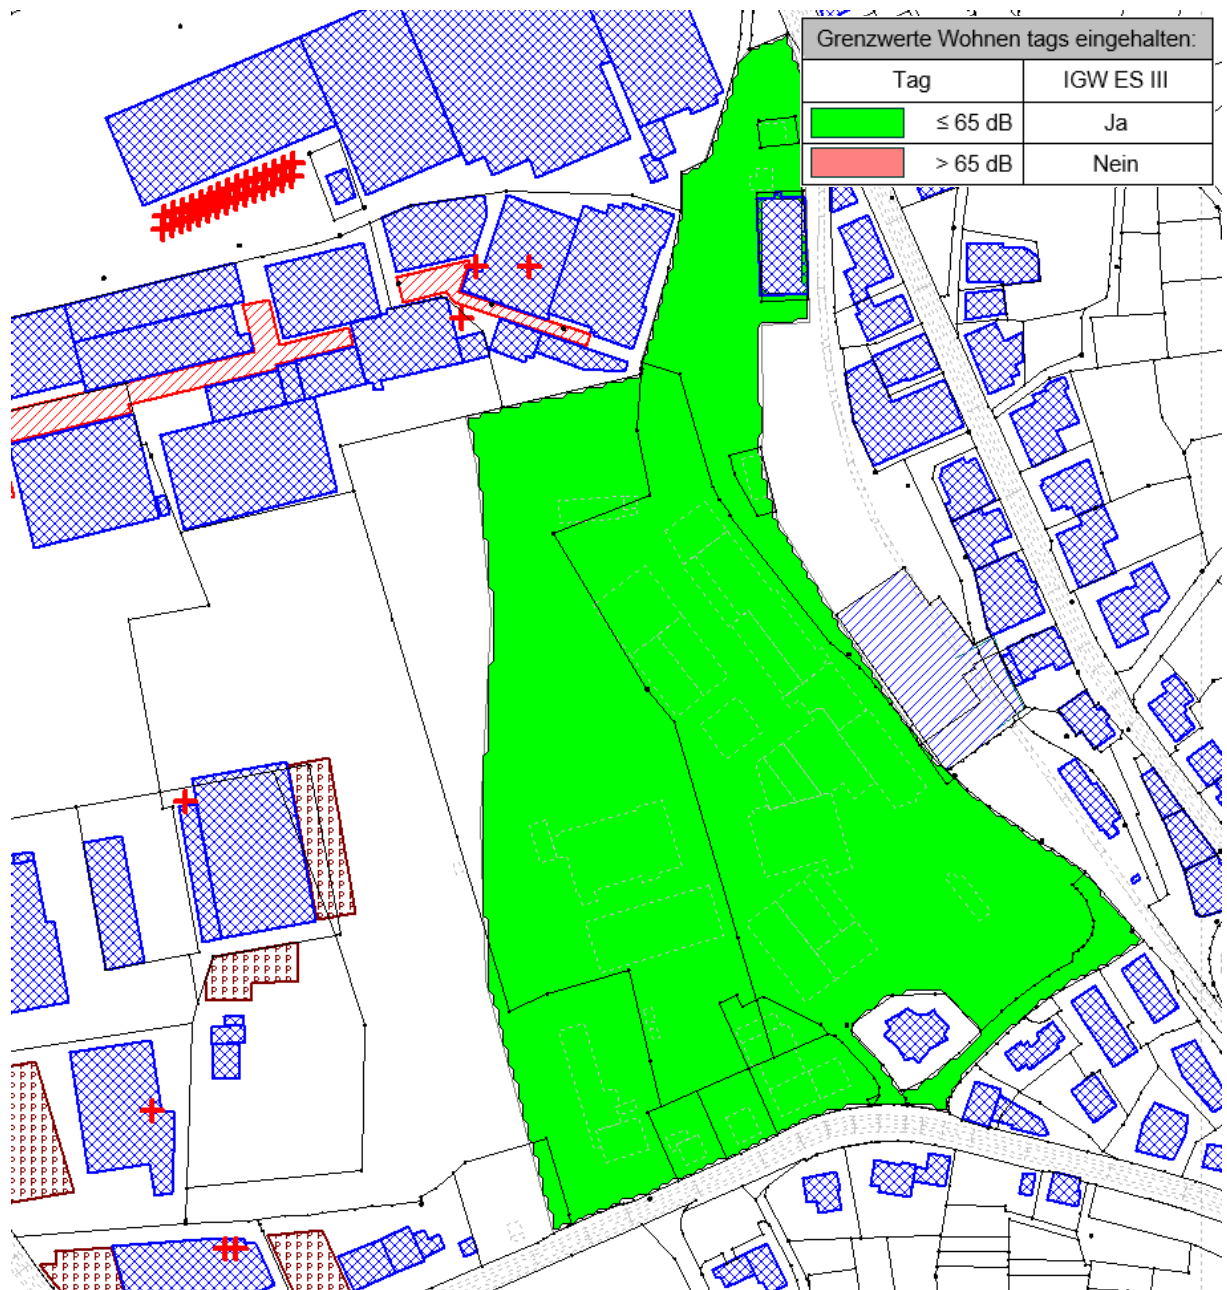 Grenzwerte Wohnen tags eingehalten:
Tag IGW ES III
≤ 65 dB Ja
> 65 dB Nein